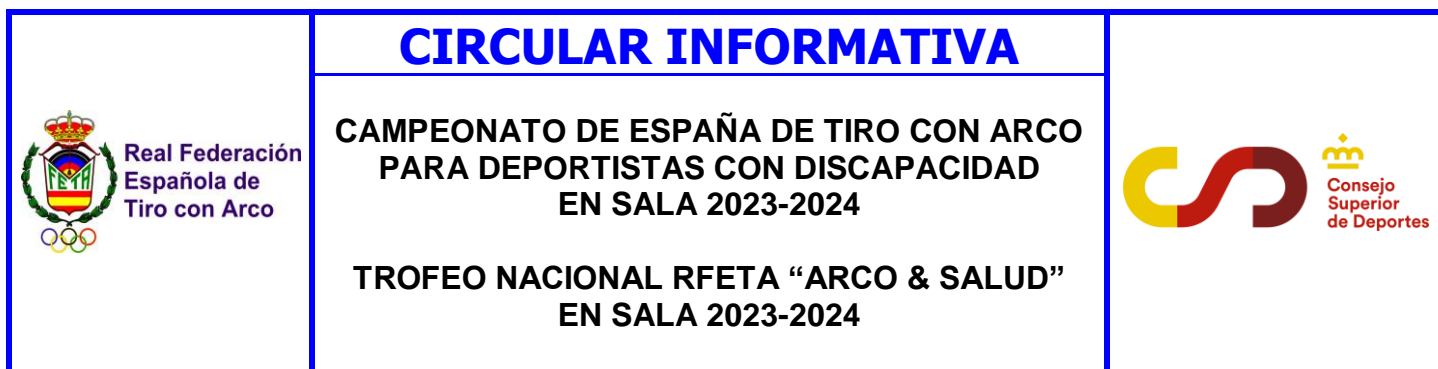 CIRCULAR INFORMATIVA
FETA
Real Federación
Española de
Tiro con Arco
CAMPEONATO DE ESPAÑA DE TIRO CON ARCO
PARA DEPORTISTAS CON DISCAPACIDAD
EN SALA 2023-2024
TROFEO NACIONAL RFETA “ARCO & SALUD”
EN SALA 2023-2024
Consejo
Superior
de Deportes